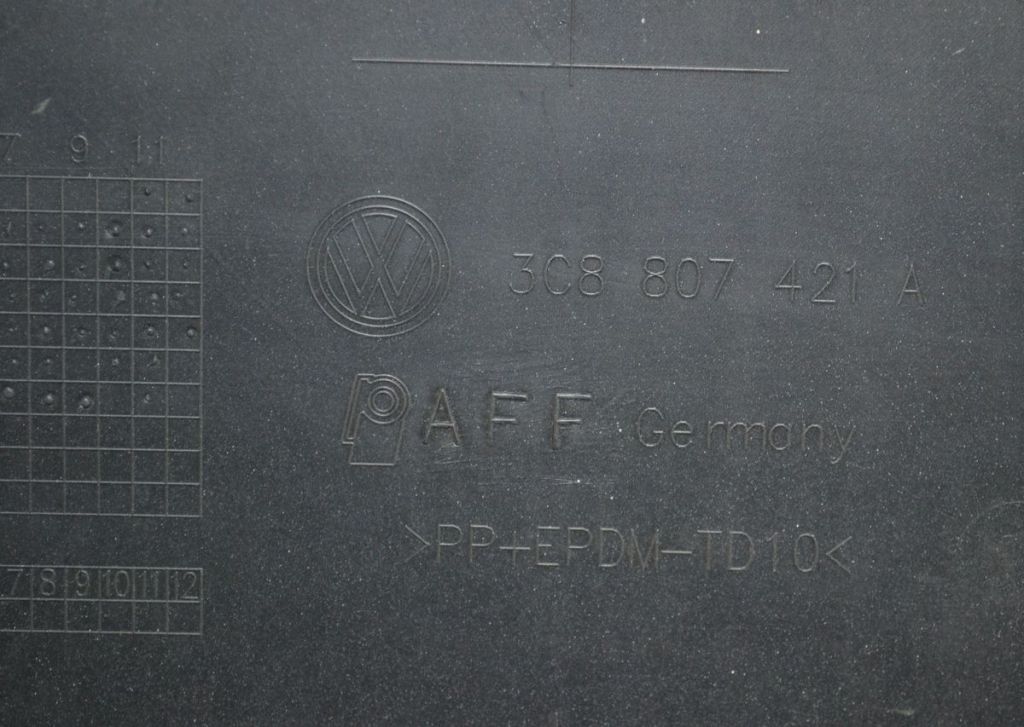 7 9 11
3C8 807 421 A
PAFF Germany
>PP+EPDM-TD10<
7 8 9 10 11 12